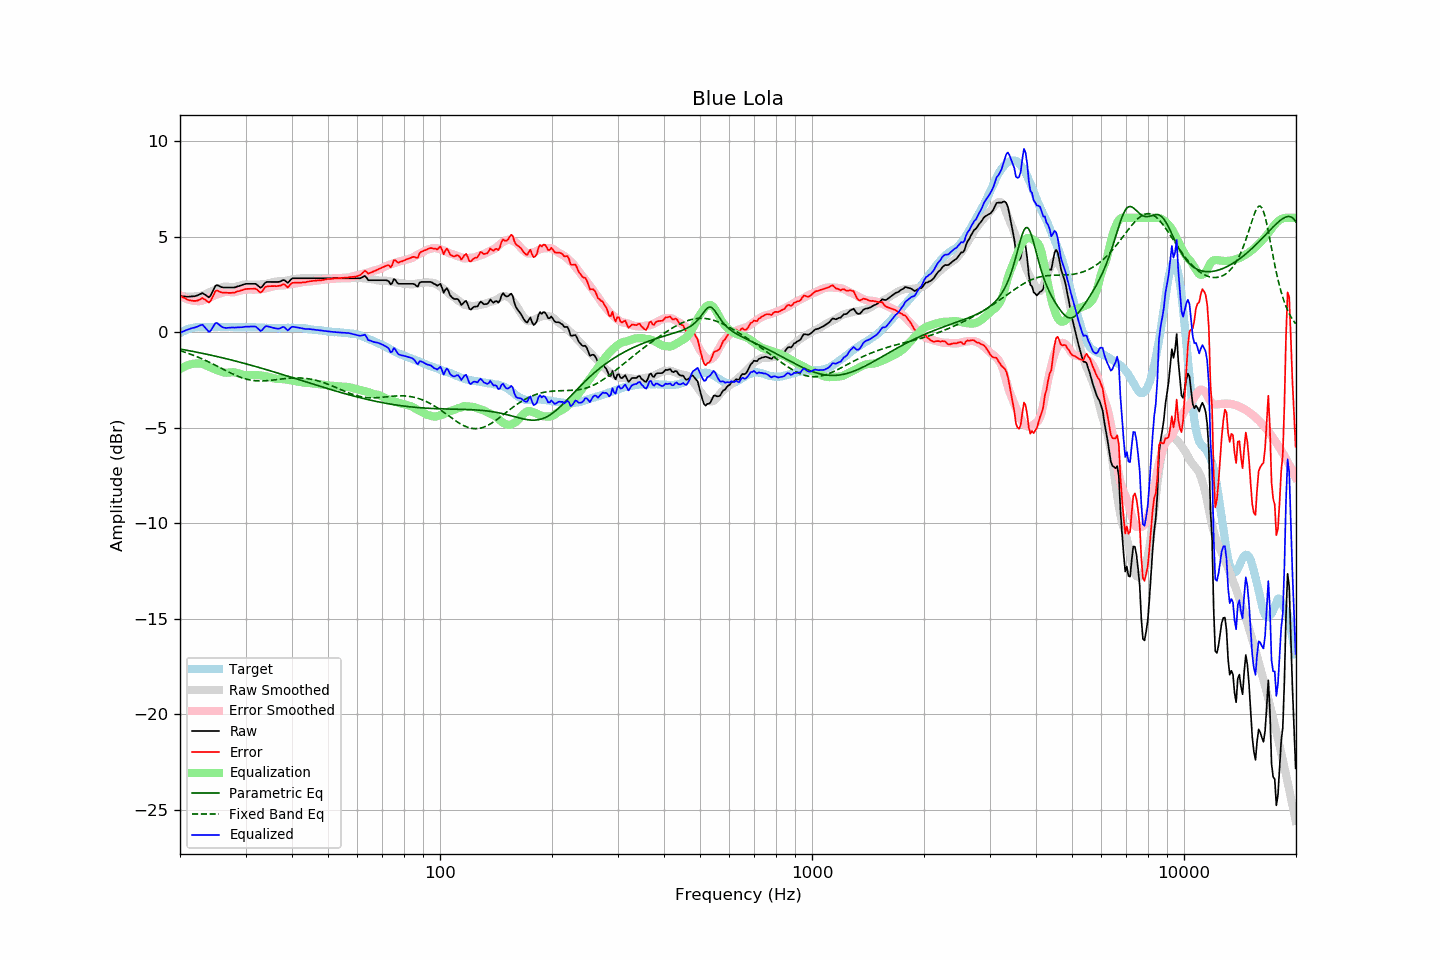 Blue Lola
10
5
0
−5
−10
−15
−20
−25
Amplitude (dBr)
Target
Raw Smoothed
Error Smoothed
Raw
Error
Equalization
Parametric Eq
Fixed Band Eq
Equalized
100
1000
10000
Frequency (Hz)